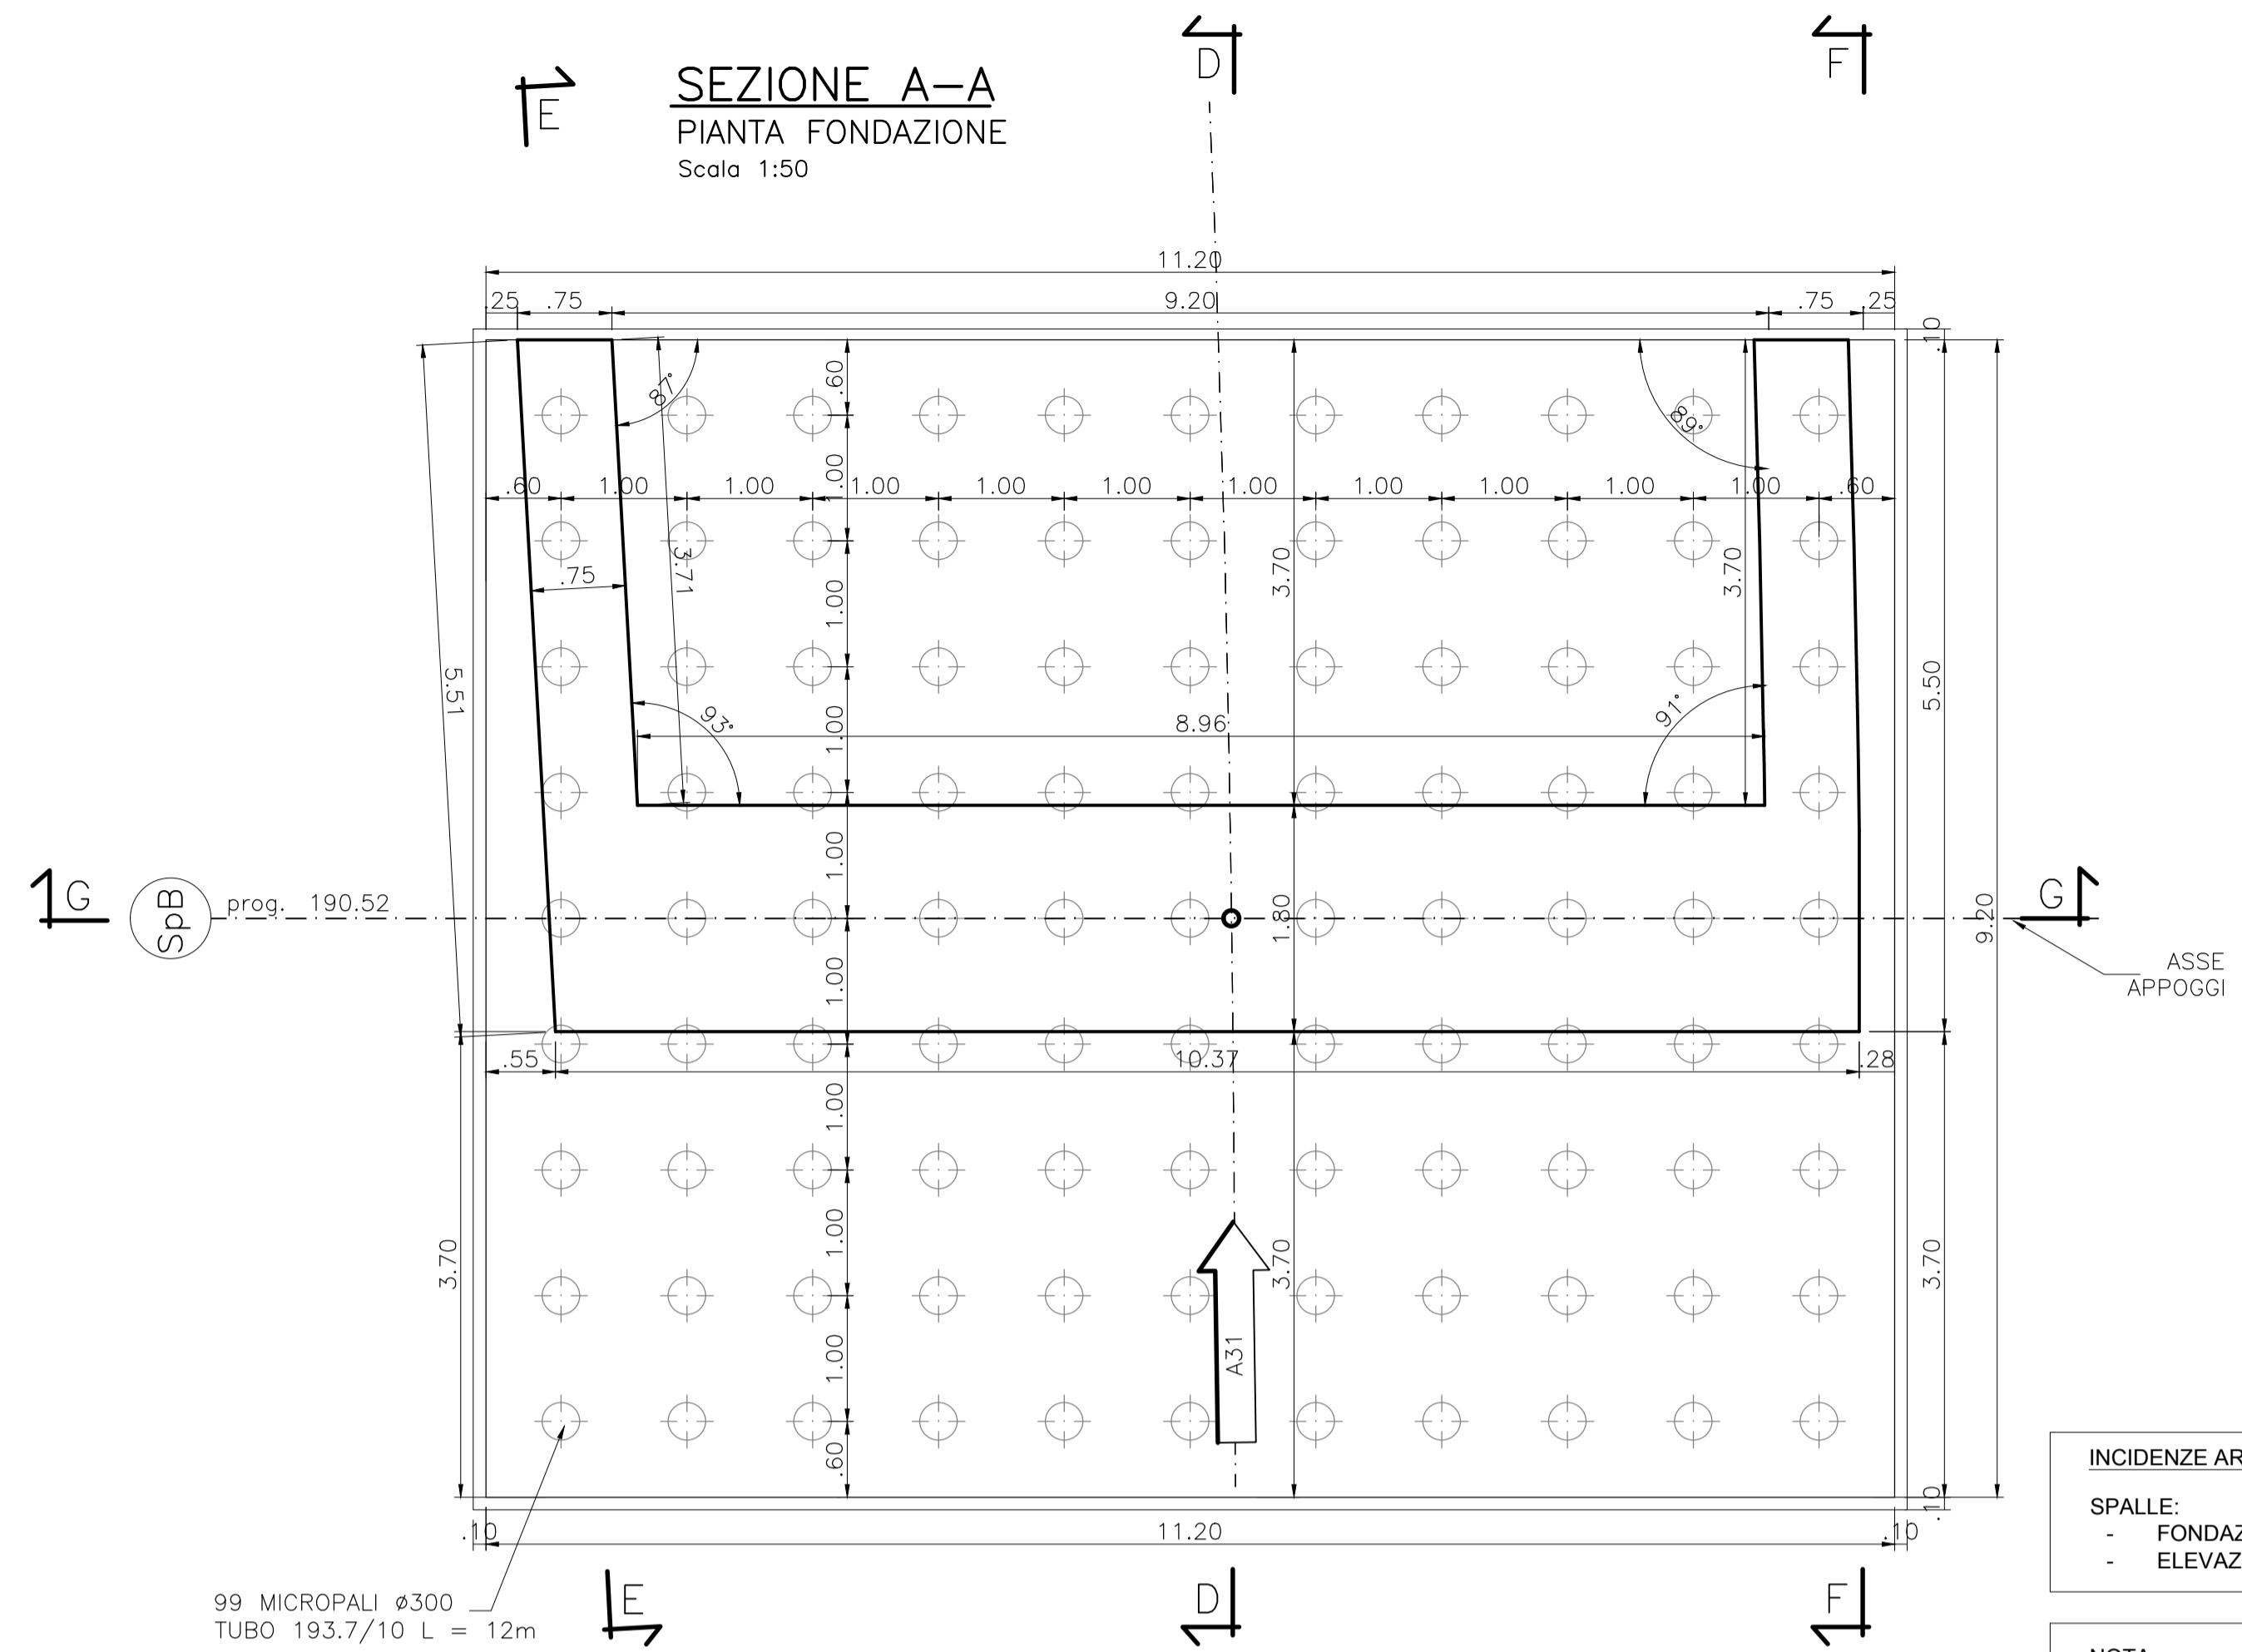 D
F
E
SEZIONE A-A
PIANTA FONDAZIONE
Scala 1:50
11.20
.25 .75 9.20 .75 .25
.10
.60
87°
89°
.60 1.00 1.00 1.00 1.00 1.00 1.00 1.00 1.00 1.00 1.00 .60
1.00
3.71
3.70
3.70
.75
1.00
5.51
5.50
93°
91°
8.96
1.00
1.00
G
SpB
prog. 190.52
1.80
G
9.20
ASSE
APPOGGI
1.00
.55 10.37 .28
1.00
3.70
1.00
3.70
3.70
A31
1.00
.60
.10
.10 11.20 .10
99 MICROPALI ø300
TUBO 193.7/10 L = 12m
E
D
F
INCIDENZE
SPALLE:
-
-